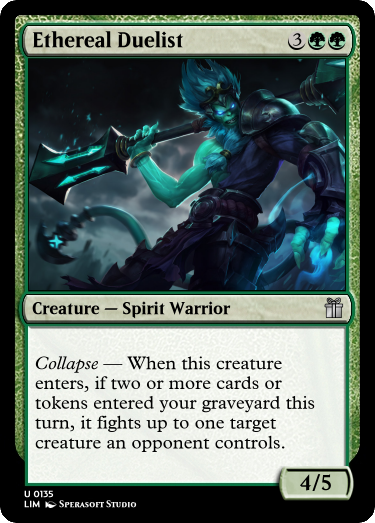 Ethereal Duelist 3
Creature — Spirit Warrior
Collapse — When this creature
enters, if two or more cards or
tokens entered your graveyard this
turn, it fights up to one target
creature an opponent controls.
4/5
U 0135
LIM Sperasoft Studio